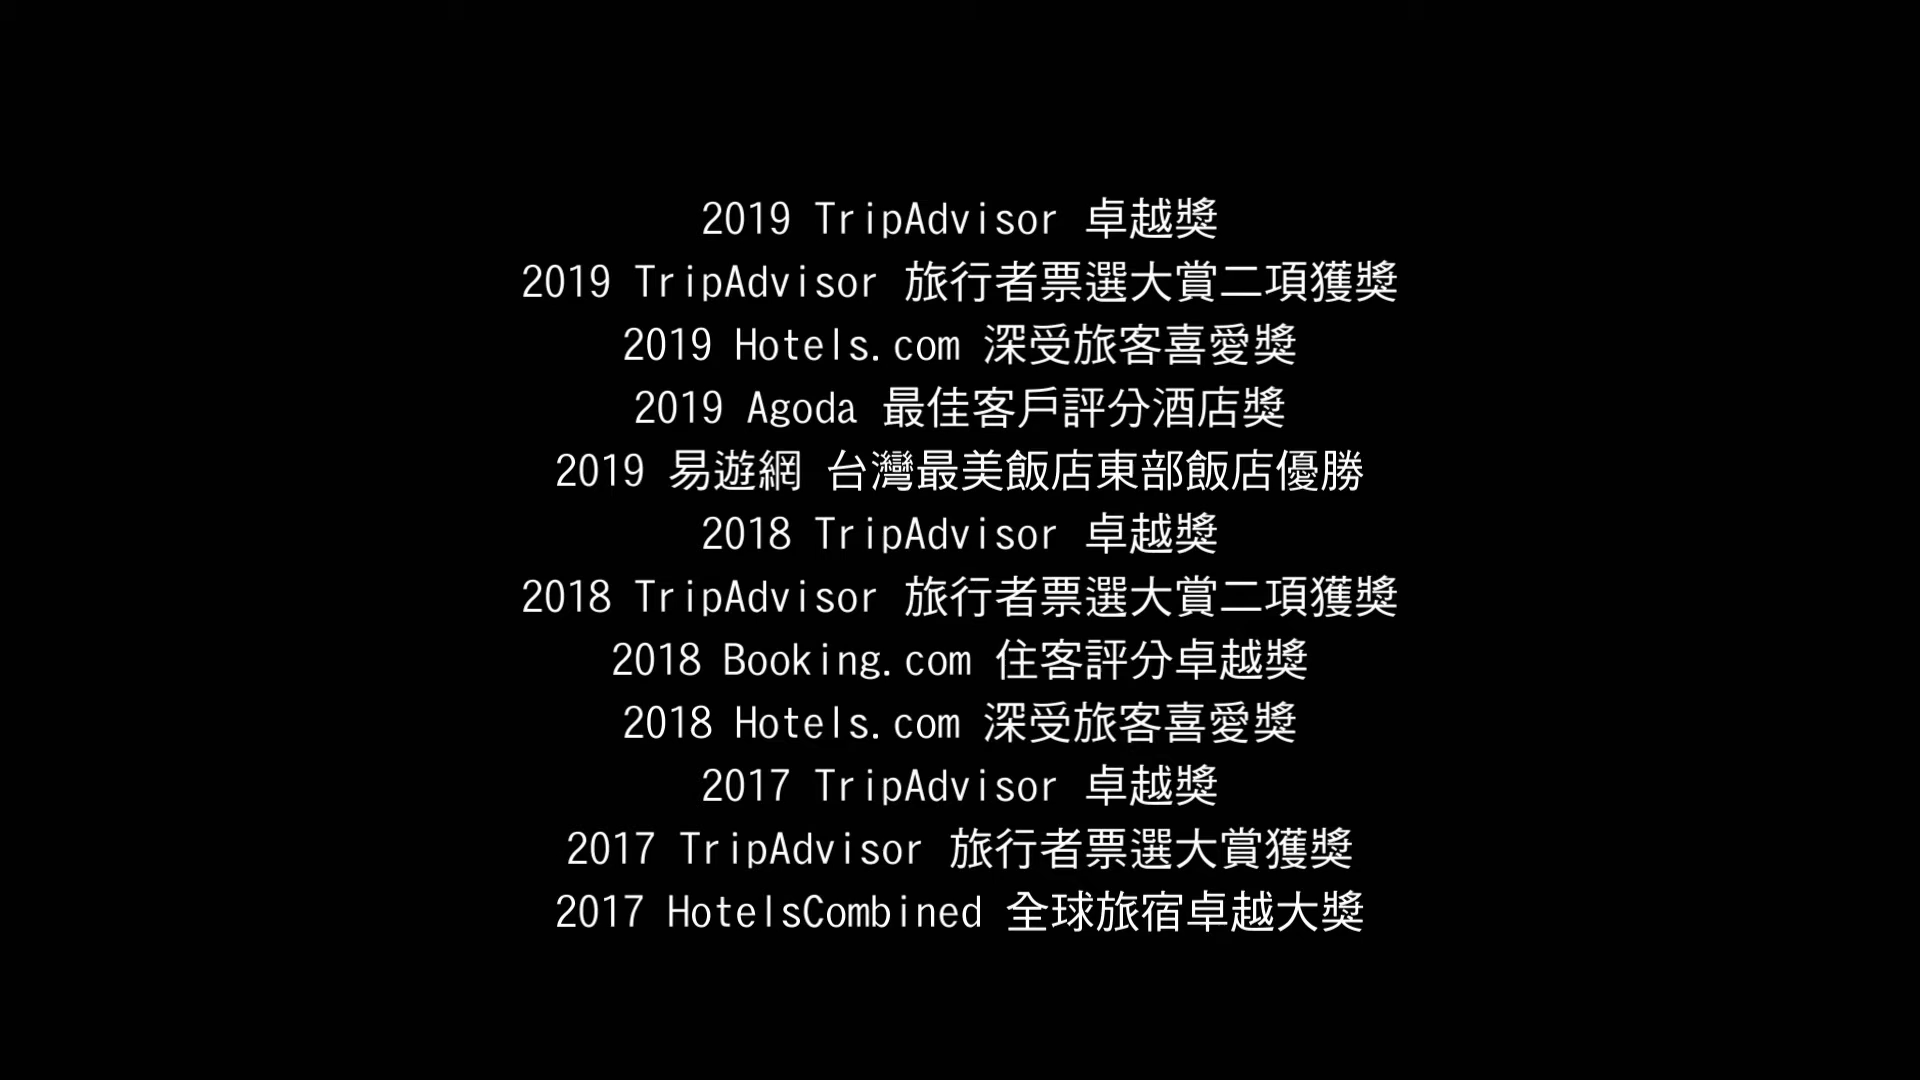 2019 TripAdvisor 卓越獎
2019 TripAdvisor 旅行者票選大賞二項獲獎
2019 Hotels.com 深受旅客喜愛獎
2019 Agoda 最佳客戶評分酒店獎
2019 易遊網 台灣最美飯店東部飯店優勝
2018 TripAdvisor 卓越獎
2018 TripAdvisor 旅行者票選大賞二項獲獎
2018 Booking.com 住客評分卓越獎
2018 Hotels.com 深受旅客喜愛獎
2017 TripAdvisor 卓越獎
2017 TripAdvisor 旅行者票選大賞獲獎
2017 HotelsCombined 全球旅宿卓越大獎